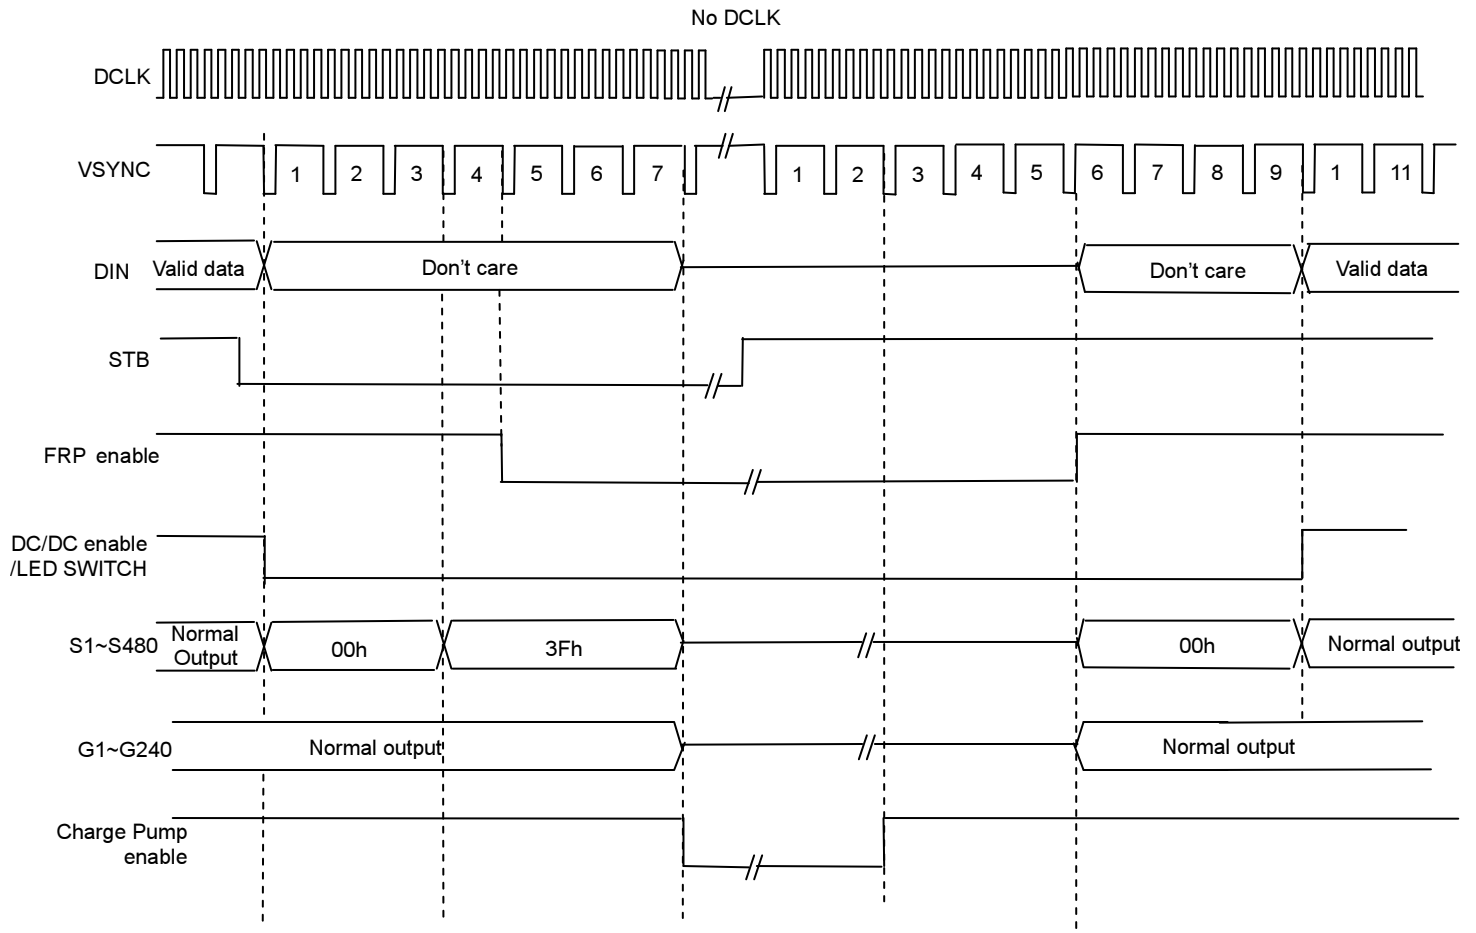 No DCLK
DCLK
VSYNC
1 2 3 4 5 6 7 1 2 3 4 5 6 7 8 9 1 11
DIN
Valid data
Don't care
Don't care
Valid data
STB
FRP enable
DC/DC enable
/LED SWITCH
S1~S480
Normal
Output
00h
3Fh
00h
Normal output
G1~G240
Normal output
Normal output
Charge Pump
enable